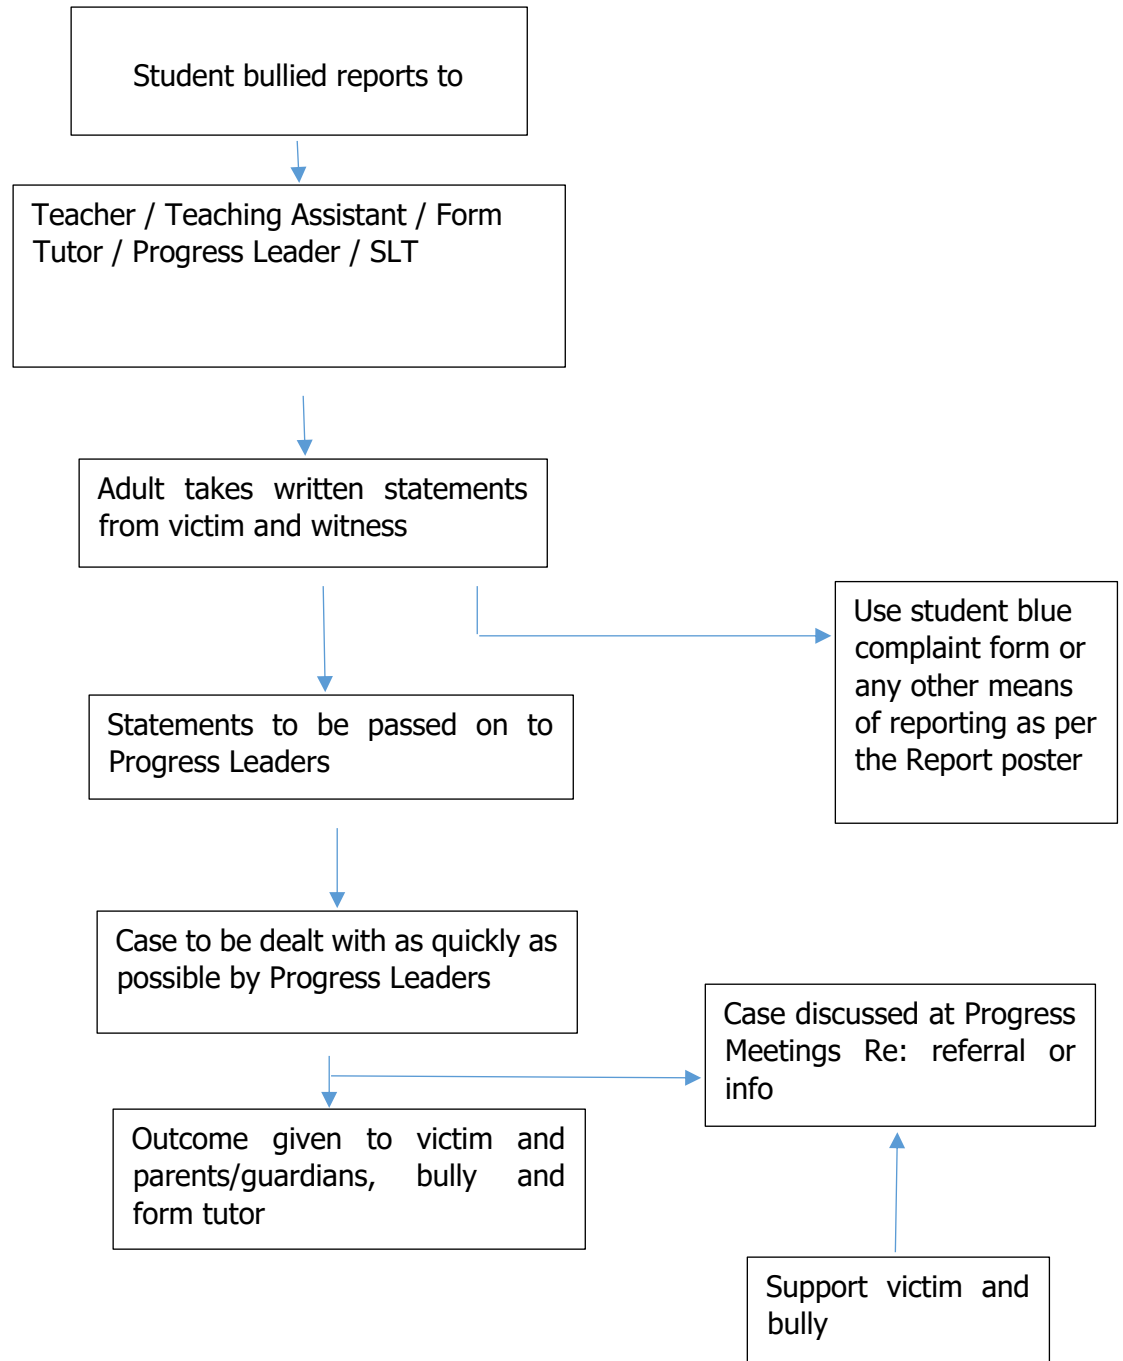 Student bullied reports to
Teacher / Teaching Assistant / Form
Tutor / Progress Leader / SLT
Adult takes written statements
from victim and witness
Use student blue
complaint form or
any other means
of reporting as per
the Report poster
Statements to be passed on to
Progress Leaders
Case to be dealt with as quickly as
possible by Progress Leaders
Case discussed at Progress
Meetings Re: referral or
info
Outcome given to victim and
parents/guardians, bully and
form tutor
Support victim and
bully